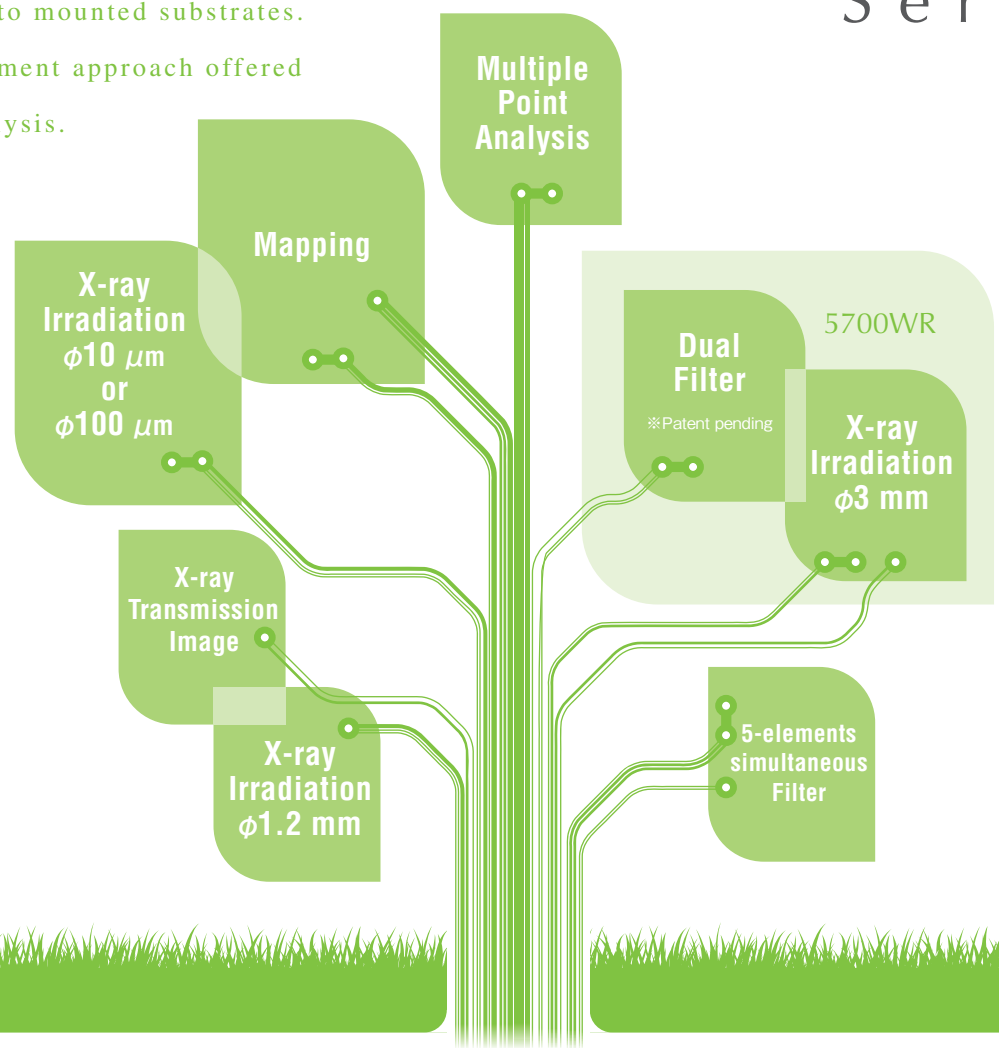 to mounted substrates.
ment approach offered
ysis.
Ser
Multiple
Point
Analysis
Mapping
X-ray
Irradiation
φ10 μm
or
φ100 μm
5700WR
Dual
Filter
※Patent pending
X-ray
Irradiation
φ3 mm
X-ray
Transmission
Image
X-ray
Irradiation
φ1.2 mm
5-elements
simultaneous
Filter